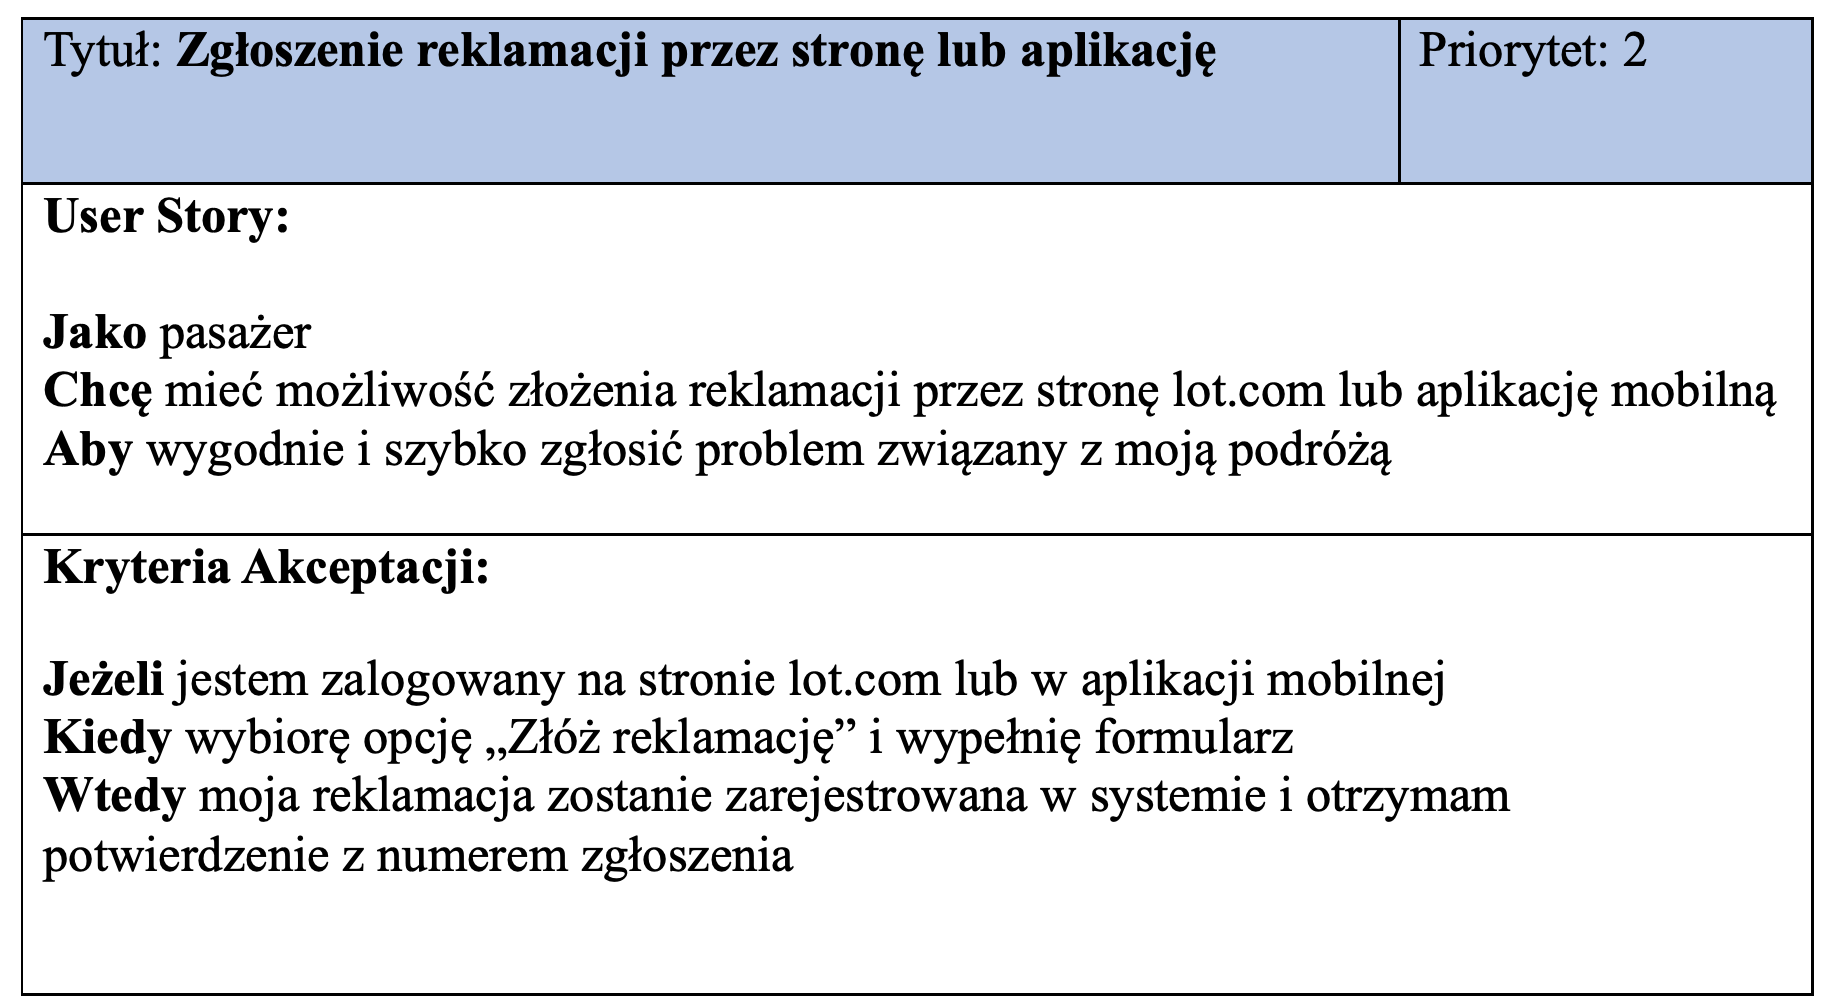 Tytuł: Zgłoszenie reklamacji przez stronę lub aplikację
Priorytet: 2
User Story:
Jako pasażer
Chcę mieć możliwość złożenia reklamacji przez stronę lot.com lub aplikację mobilną
Aby wygodnie i szybko zgłosić problem związany z moją podróżą
Kryteria Akceptacji:
Jeżeli jestem zalogowany na stronie lot.com lub w aplikacji mobilnej
Kiedy wybiorę opcję „Złóż reklamację” i wypełnię formularz
Wtedy moja reklamacja zostanie zarejestrowana w systemie i otrzymam
potwierdzenie z numerem zgłoszenia